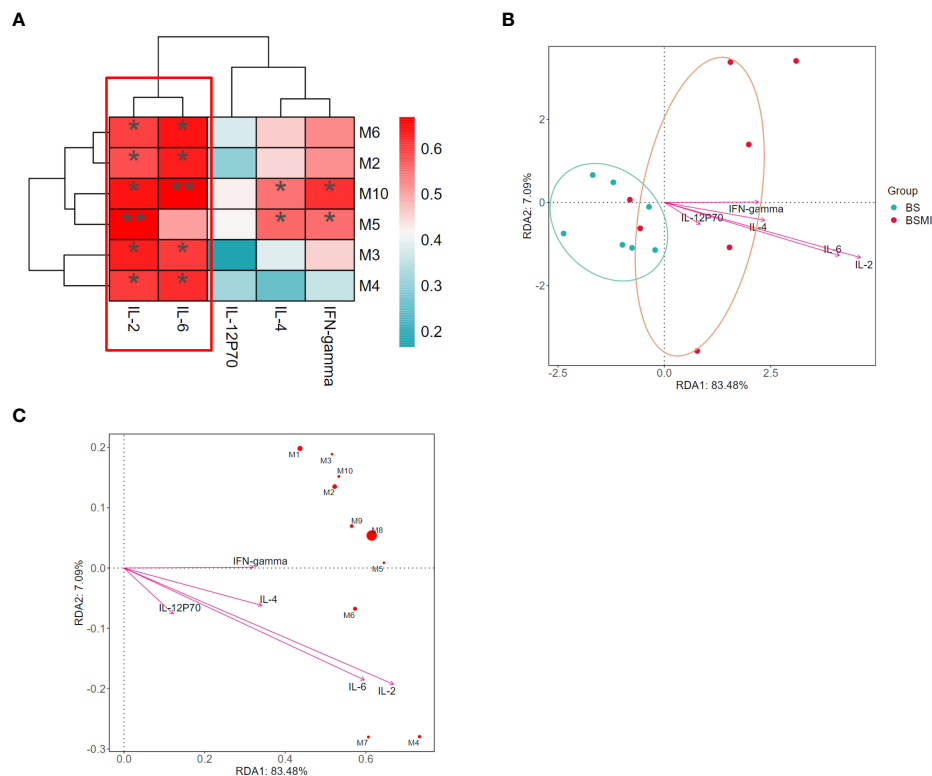 A
* * M6
* * M2
* ** * * M10
** * * M5
* * M3
* * M4
IL-2 IL-6 IL-12P70 IL-4 IFN-gamma
0.6
0.5
0.4
0.3
0.2
B
RDA2: 7.09%
2
0
-2
IFN-gamma
IL-12P70
IL-4
IL-6
IL-2
-2.5 0.0 2.5
RDA1: 83.48%
Group
BS
BSMI
C
RDA2: 7.09%
0.2
0.1
0.0
-0.1
-0.2
-0.3
M1
M3
M10
M2
M9
M8
M5
IFN-gamma
IL-4
IL-12P70
M6
IL-6
IL-2
M7
M4
0.0 0.2 0.4 0.6
RDA1: 83.48%